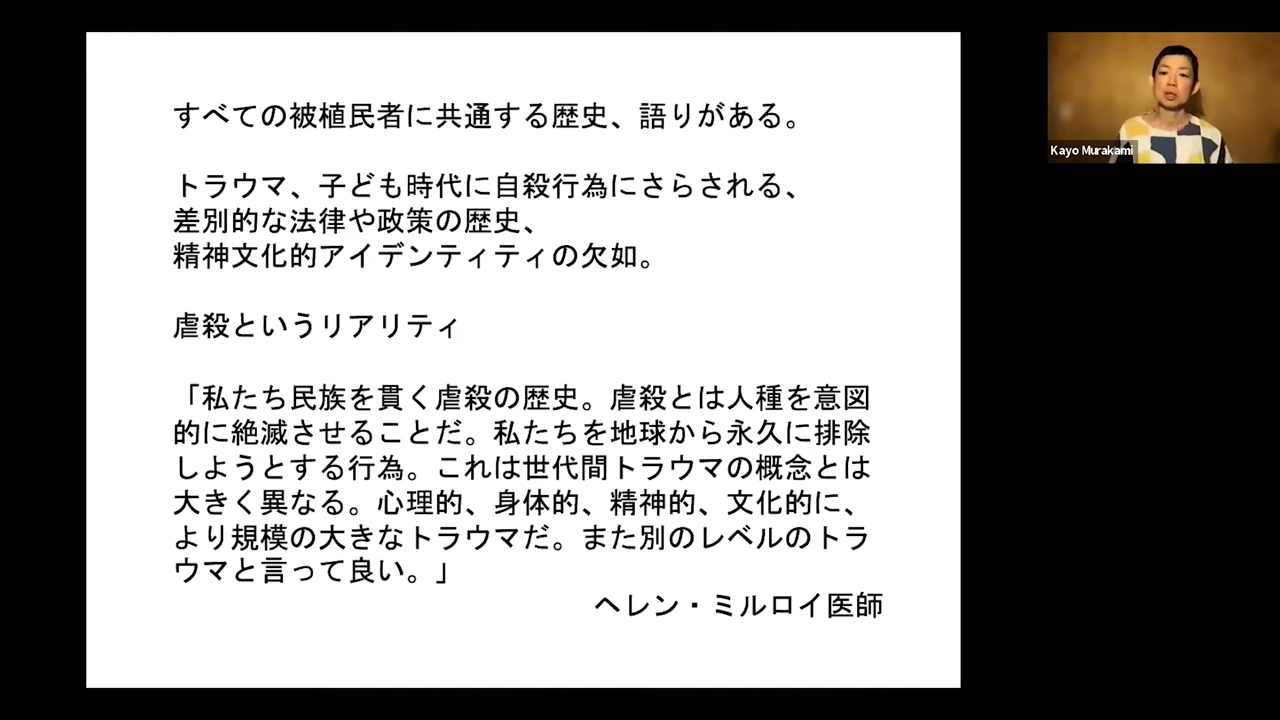 すべての被植民者に共通する歴史、語りがある。
トラウマ、子ども時代に自殺行為にさらされる、
差別的な法律や政策の歴史、
精神文化的アイデンティティの欠如。
虐殺というリアリティ
「私たち民族を貫く虐殺の歴史。虐殺とは人種を意図
的に絶滅させることだ。私たちを地球から永久に排除
しようとする行為。これは世代間トラウマの概念とは
大きく異なる。心理的、身体的、精神的、文化的に、
より規模の大きなトラウマだ。また別のレベルのトラ
ウマと言って良い。」
ヘレン・ミルロイ医師
Kayo Murakami